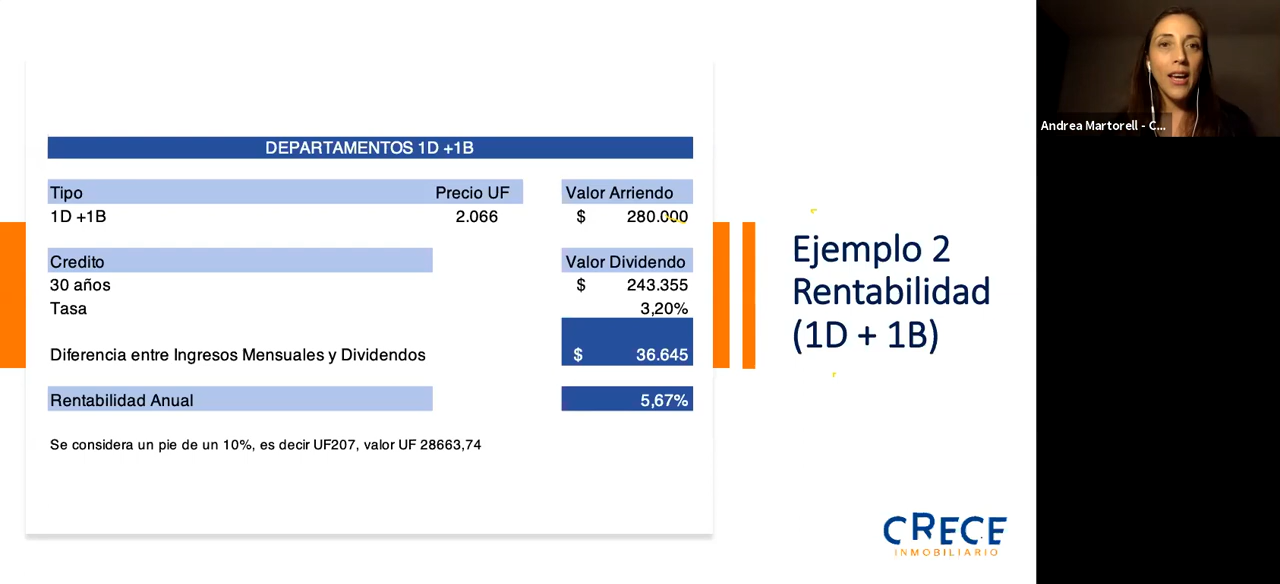 DEPARTAMENTOS 1D +1B
Tipo Precio UF Valor Arriendo
1D +1B 2.066 $ 280.000
Credito Valor Dividendo
30 años $ 243.355
Tasa 3,20%
Diferencia entre Ingresos Mensuales y Dividendos $ 36.645
Rentabilidad Anual 5,67%
Se considera un pie de un 10%, es decir UF207, valor UF 28663,74
Ejemplo 2
Rentabilidad
(1D + 1B)
CRECE
INMOBILIARIO
Andrea Martorell - C...